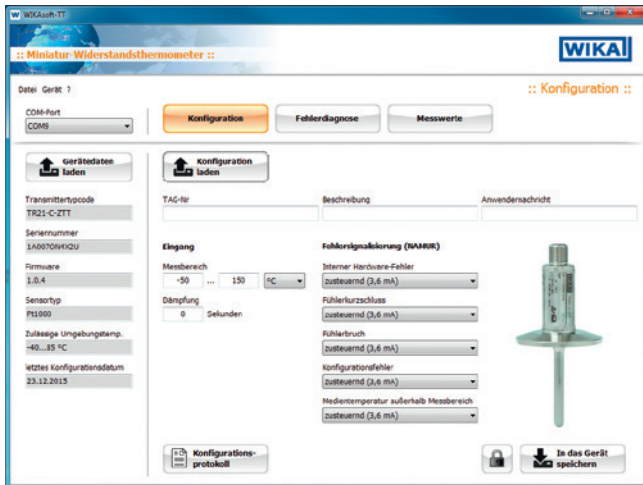 WIKAsoft-TT
:: Miniatur-Widerstandsthermometer ::
WIKA
Datei Gerät ?
:: Konfiguration ::
COM-Port
COM9
Konfiguration
Fehlerdiagnose
Messwerte
Gerätedaten
laden
Konfiguration
laden
Transmittertypcode
TR21-C-ZTT
Seriennummer
1A007ON4X2U
Firmware
1.0.4
Sensortyp
Pt1000
Zulässige Umgebungstemp.
-40...85 °C
letztes Konfigurationsdatum
23.12.2015
TAG-Nr
Beschreibung
Anwendernachricht
Eingang
Messbereich
-50 ... 150 °C
Dämpfung
0 Sekunden
Fehlersignalisierung (NAMUR)
Interner Hardware-Fehler
zusteuernd (3,6 mA)
Fühlerkurzschluss
zusteuernd (3,6 mA)
Fühlerbruch
zusteuernd (3,6 mA)
Konfigurationsfehler
zusteuernd (3,6 mA)
Medientemperatur außerhalb Messbereich
zusteuernd (3,6 mA)
Konfigurations-
protokoll
In das Gerät
speichern